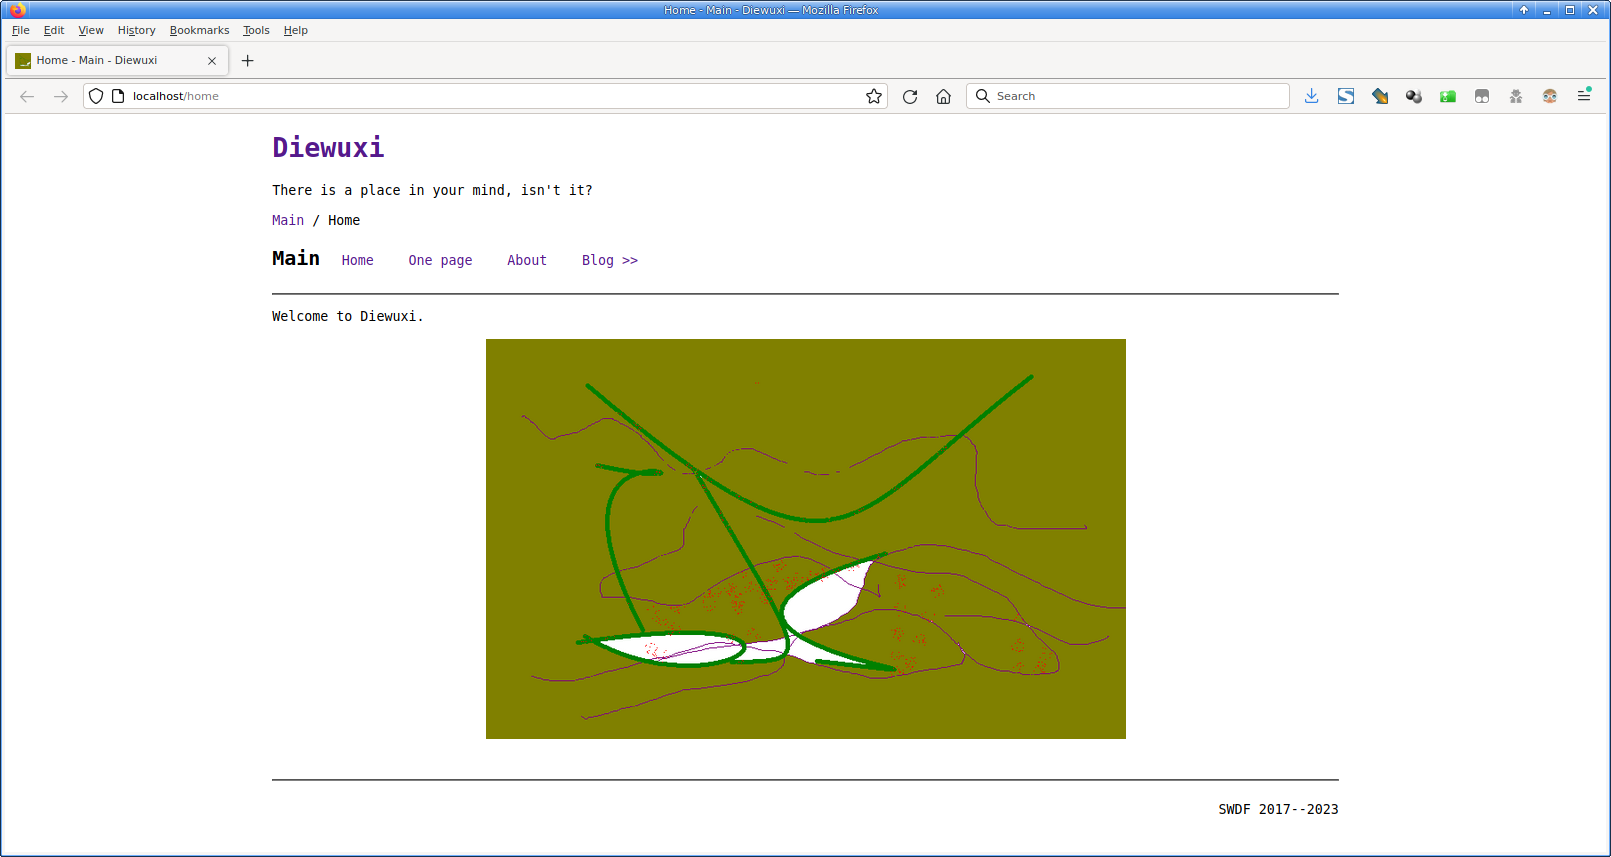 Home - Main - Diewuxi — Mozilla Firefox
File Edit View History Bookmarks Tools Help
Home - Main - Diewuxi
localhost/home
Search
Diewuxi
There is a place in your mind, isn't it?
Main / Home
Main Home One page About Blog >>
Welcome to Diewuxi.
SWDF 2017--2023